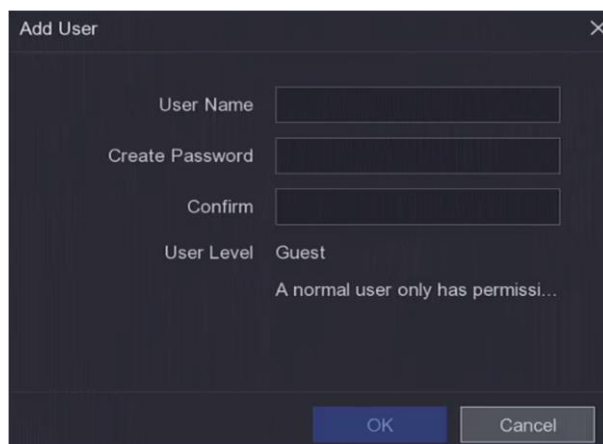 Add User
User Name
Create Password
Confirm
User Level Guest
A normal user only has permissi...
OK Cancel